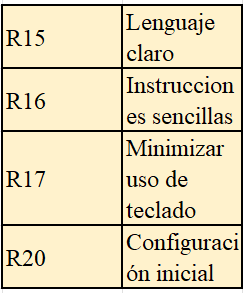 R15
Lenguaje
claro
R16
Instruccion
es sencillas
R17
Minimizar
uso de
teclado
R20
Configuraci
ón inicial